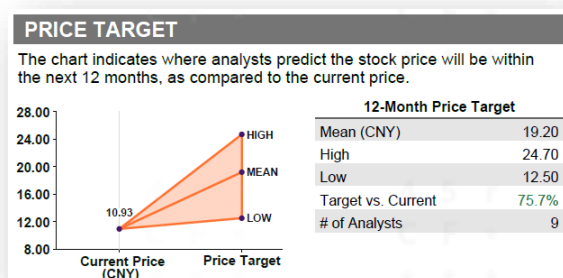 PRICE TARGET
The chart indicates where analysts predict the stock price will be within
the next 12 months, as compared to the current price.
28.00
24.00
20.00
16.00
12.00
8.00
10.93
HIGH
MEAN
LOW
Current Price
(CNY)
Price Target
12-Month Price Target
Mean (CNY) 19.20
High 24.70
Low 12.50
Target vs. Current 75.7%
# of Analysts 9